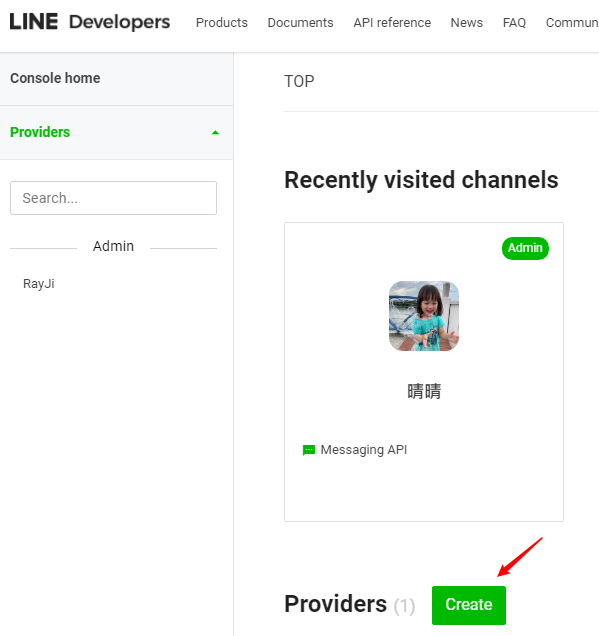 LINE Developers Products Documents API reference News FAQ Commun
Console home
Providers
Search...
Admin
RayJi
TOP
Recently visited channels
Admin
晴晴
Messaging API
Providers (1) Create